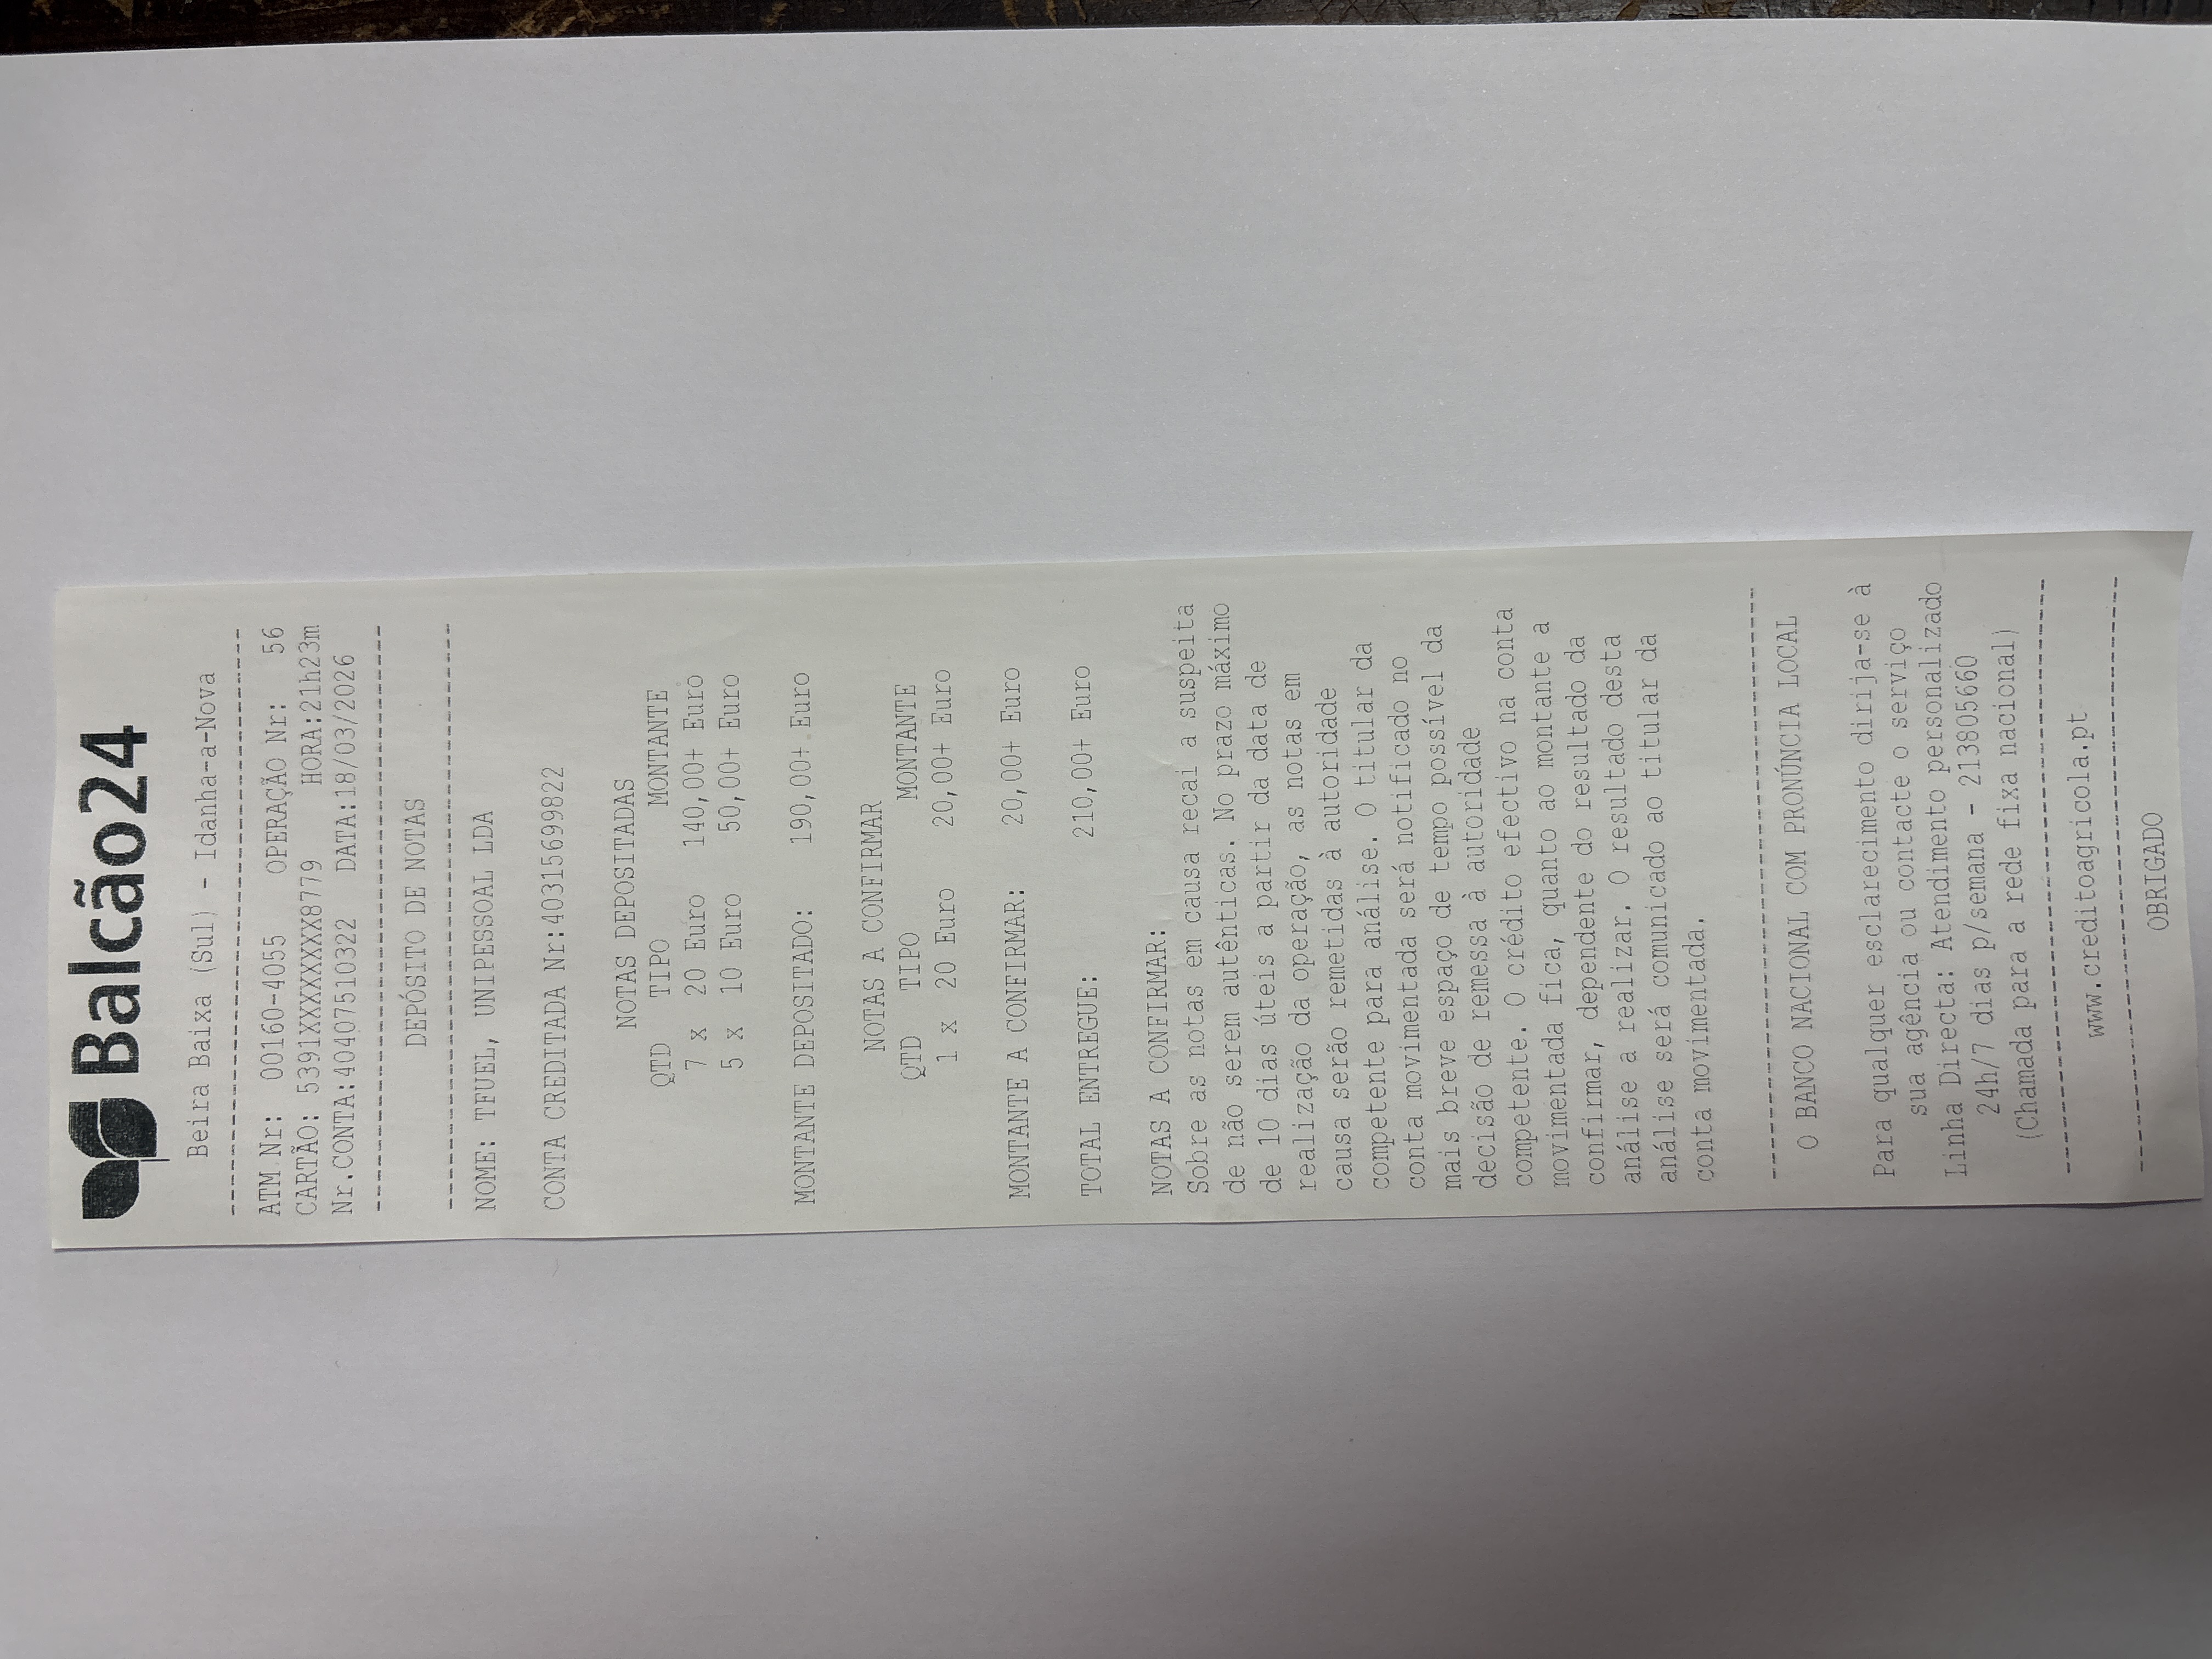 Balcão24
Beira Baixa (Sul) - Idanha-a-Nova
------------------------------------------
ATM Nr: 00160-4055 OPERAÇÃO Nr: 56
CARTÃO: 5391XXXXXXXX8779 HORA:21h23m
Nr.CONTA:40407510322 DATA:18/03/2026
------------------------------------------
DEPÓSITO DE NOTAS
------------------------------------------
NOME: TFUEL, UNIPESSOAL LDA
CONTA CREDITADA Nr:40315699822
NOTAS DEPOSITADAS
QTD TIPO MONTANTE
7 x 20 Euro 140,00+ Euro
5 x 10 Euro 50,00+ Euro
MONTANTE DEPOSITADO: 190,00+ Euro
NOTAS A CONFIRMAR
QTD TIPO MONTANTE
1 x 20 Euro 20,00+ Euro
MONTANTE A CONFIRMAR: 20,00+ Euro
TOTAL ENTREGUE: 210,00+ Euro
NOTAS A CONFIRMAR:
Sobre as notas em causa recai a suspeita
de não serem autênticas. No prazo máximo
de 10 dias úteis a partir da data de
realização da operação, as notas em
causa serão remetidas à autoridade
competente para análise. O titular da
conta movimentada será notificado no
mais breve espaço de tempo possível da
decisão de remessa à autoridade
competente. O crédito efectivo na conta
movimentada fica, quanto ao montante a
confirmar, dependente do resultado da
análise a realizar. O resultado desta
análise será comunicado ao titular da
conta movimentada.
------------------------------------------
O BANCO NACIONAL COM PRONÚNCIA LOCAL
Para qualquer esclarecimento dirija-se à
sua agência ou contacte o serviço
Linha Directa: Atendimento personalizado
24h/7 dias p/semana - 213805660
(Chamada para a rede fixa nacional)
------------------------------------------
www.creditoagricola.pt
------------------------------------------
OBRIGADO